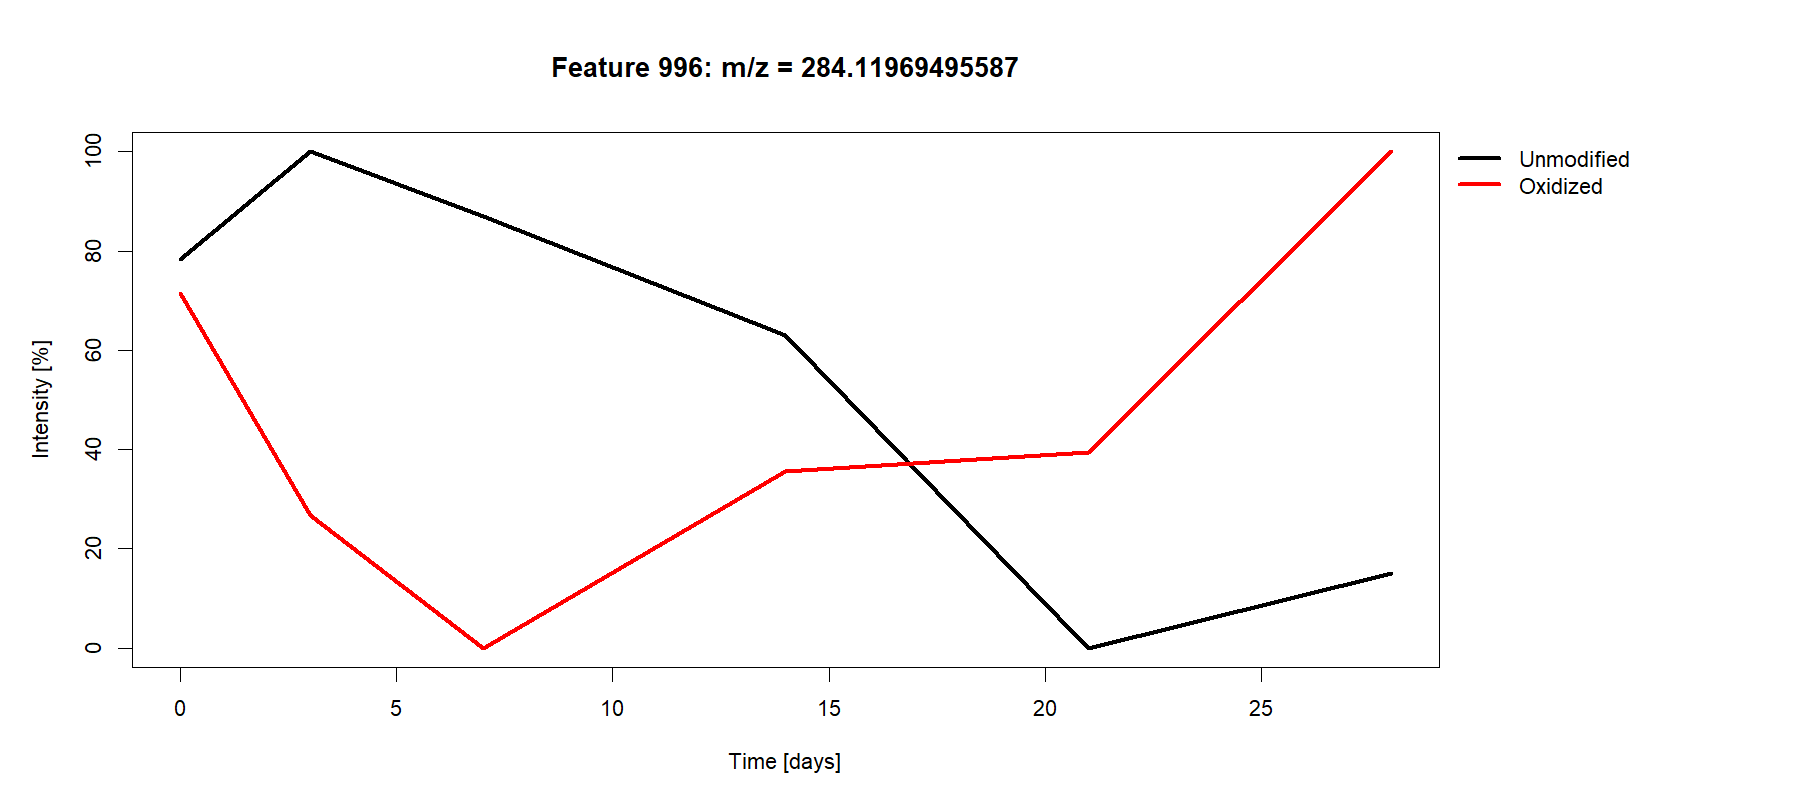 Feature 996: m/z = 284.11969495587
Unmodified
Oxidized
Intensity [%]
100
80
60
40
20
0
0 5 10 15 20 25
Time [days]